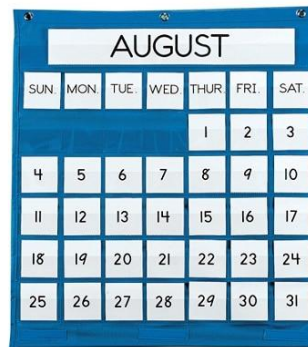 AUGUST
SUN. MON. TUE. WED. THUR. FRI. SAT.
1 2 3
4 5 6 7 8 9 10
11 12 13 14 15 16 17
18 19 20 21 22 23 24
25 26 27 28 29 30 31